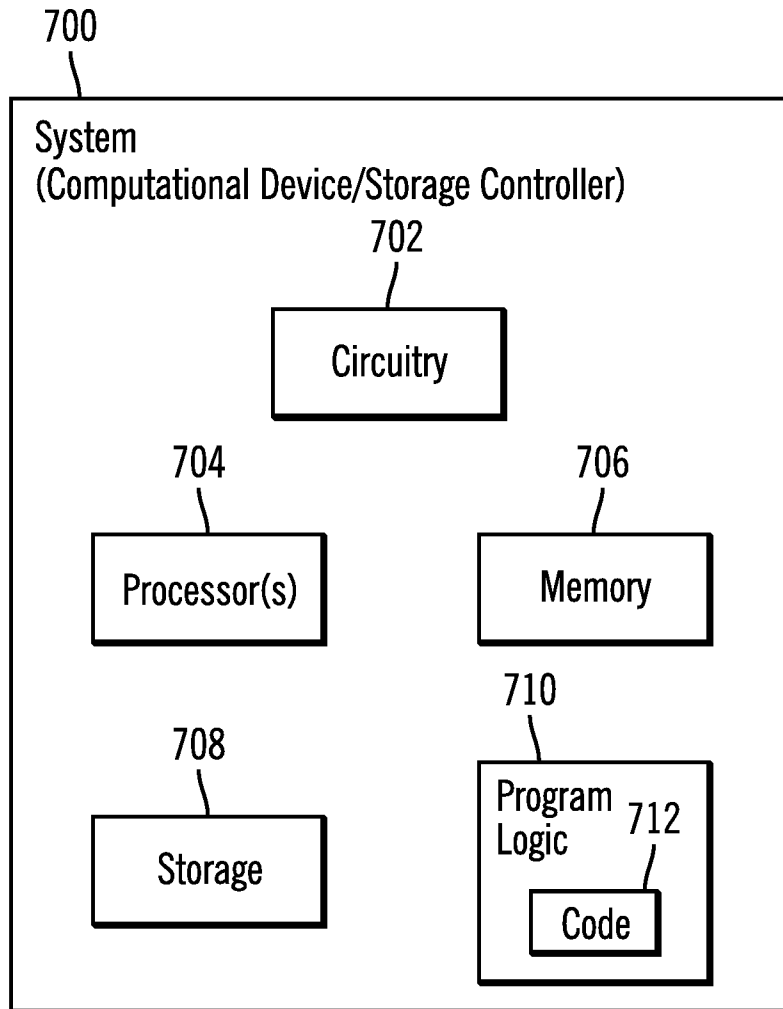 700
System
(Computational Device/Storage Controller)
702
Circuitry
704
706
Processor(s)
Memory
708
710
Storage
Program
Logic
712
Code